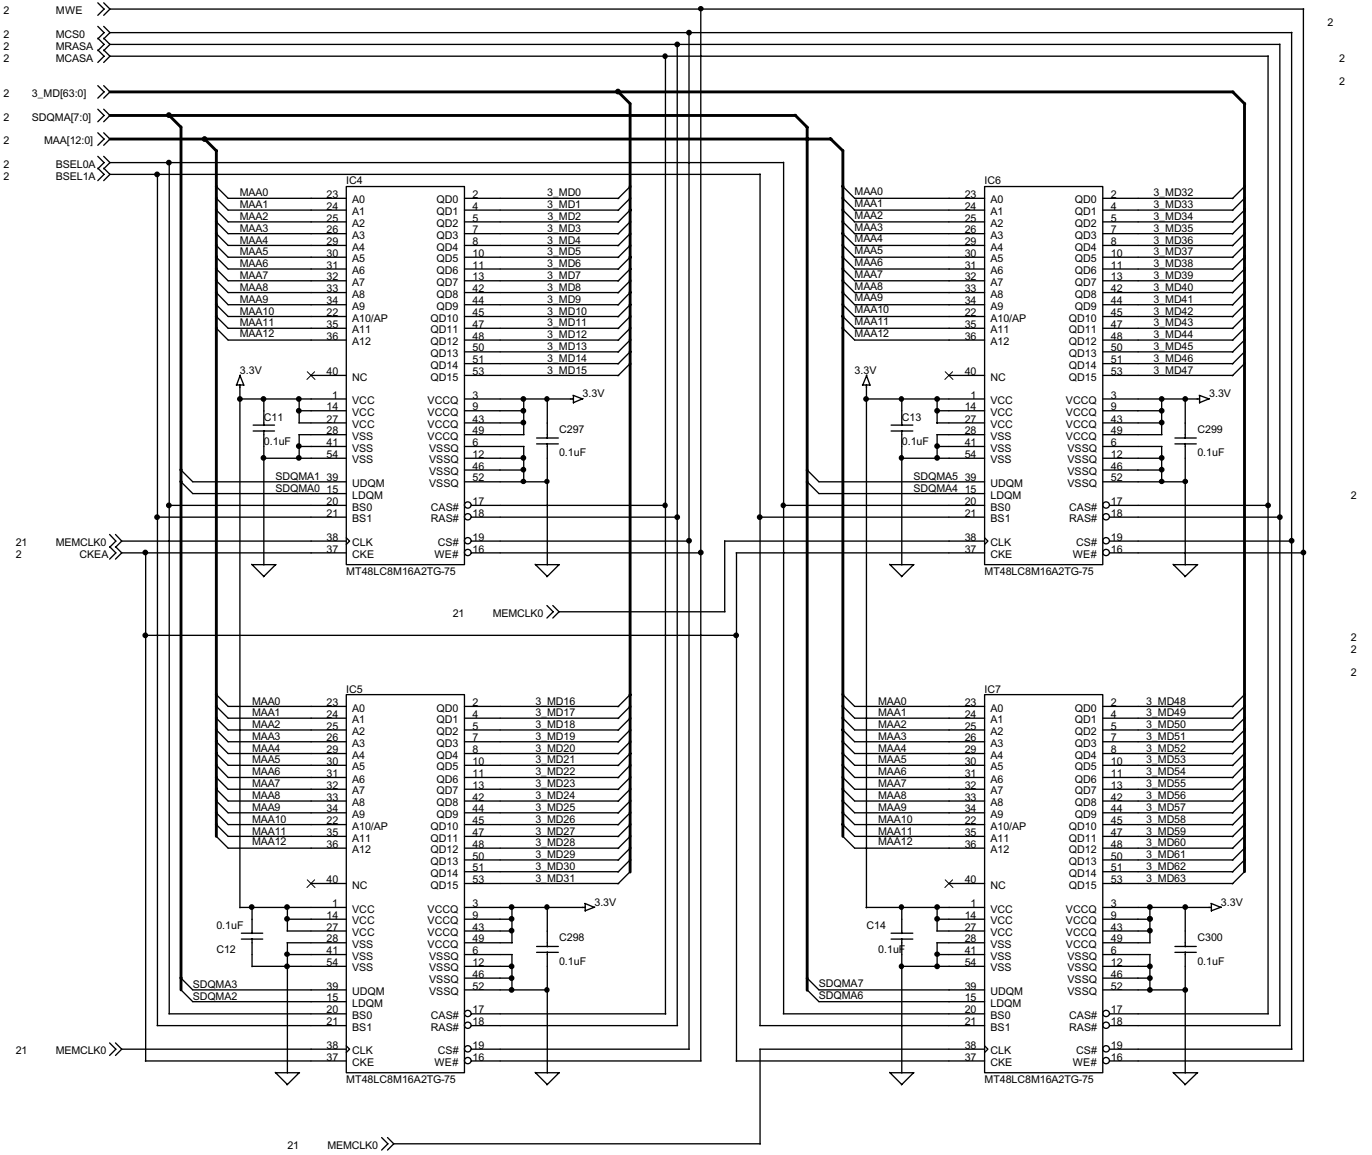 2 MWE
2 MCS0 2
2 MRASA
2 MCASA 2
2 3_MD[63:0] 2
2 SDQMA[7:0]
2 MAA[12:0]
2 BSEL0A
2 BSEL1A
IC4
MAA0 23 A0 QD0 2 3_MD0
MAA1 24 A1 QD1 4 3_MD1
MAA2 25 A2 QD2 5 3_MD2
MAA3 26 A3 QD3 7 3_MD3
MAA4 29 A4 QD4 8 3_MD4
MAA5 30 A5 QD5 10 3_MD5
MAA6 31 A6 QD6 11 3_MD6
MAA7 32 A7 QD7 13 3_MD7
MAA8 33 A8 QD8 42 3_MD8
MAA9 34 A9 QD9 44 3_MD9
MAA10 22 A10/AP QD10 45 3_MD10
MAA11 35 A11 QD11 47 3_MD11
MAA12 36 A12 QD12 48 3_MD12
QD13 50 3_MD13
QD14 51 3_MD14
40 NC QD15 53 3_MD15
3.3V
1 VCC VCCQ 3 3.3V
14 VCC VCCQ 9
C11 27 VCC VCCQ 43
28 VSS VCCQ 49 C297
0.1uF 41 VSS VSSQ 6
54 VSS VSSQ 12 0.1uF
VSSQ 46
SDQMA1 39 UDQM VSSQ 52
SDQMA0 15 LDQM
20 BS0 CAS# 17
21 BS1 RAS# 18
21 MEMCLK0 38 CLK CS# 19
2 CKEA 37 CKE WE# 16
MT48LC8M16A2TG-75
IC6
MAA0 23 A0 QD0 2 3_MD32
MAA1 24 A1 QD1 4 3_MD33
MAA2 25 A2 QD2 5 3_MD34
MAA3 26 A3 QD3 7 3_MD35
MAA4 29 A4 QD4 8 3_MD36
MAA5 30 A5 QD5 10 3_MD37
MAA6 31 A6 QD6 11 3_MD38
MAA7 32 A7 QD7 13 3_MD39
MAA8 33 A8 QD8 42 3_MD40
MAA9 34 A9 QD9 44 3_MD41
MAA10 22 A10/AP QD10 45 3_MD42
MAA11 35 A11 QD11 47 3_MD43
MAA12 36 A12 QD12 48 3_MD44
QD13 50 3_MD45
QD14 51 3_MD46
40 NC QD15 53 3_MD47
3.3V
1 VCC VCCQ 3 3.3V
14 VCC VCCQ 9
C13 27 VCC VCCQ 43
28 VSS VCCQ 49 C299
0.1uF 41 VSS VSSQ 6
54 VSS VSSQ 12 0.1uF
VSSQ 46
SDQMA5 39 UDQM VSSQ 52
SDQMA4 15 LDQM 2
20 BS0 CAS# 17
21 BS1 RAS# 18
38 CLK CS# 19
37 CKE WE# 16
MT48LC8M16A2TG-75
21 MEMCLK0
2
2
2
IC5
MAA0 23 A0 QD0 2 3_MD16
MAA1 24 A1 QD1 4 3_MD17
MAA2 25 A2 QD2 5 3_MD18
MAA3 26 A3 QD3 7 3_MD19
MAA4 29 A4 QD4 8 3_MD20
MAA5 30 A5 QD5 10 3_MD21
MAA6 31 A6 QD6 11 3_MD22
MAA7 32 A7 QD7 13 3_MD23
MAA8 33 A8 QD8 42 3_MD24
MAA9 34 A9 QD9 44 3_MD25
MAA10 22 A10/AP QD10 45 3_MD26
MAA11 35 A11 QD11 47 3_MD27
MAA12 36 A12 QD12 48 3_MD28
QD13 50 3_MD29
QD14 51 3_MD30
40 NC QD15 53 3_MD31
1 VCC VCCQ 3 3.3V
14 VCC VCCQ 9
0.1uF 27 VCC VCCQ 43
28 VSS VCCQ 49 C298
C12 41 VSS VSSQ 6
54 VSS VSSQ 12 0.1uF
VSSQ 46
SDQMA3 39 UDQM VSSQ 52
SDQMA2 15 LDQM
20 BS0 CAS# 17
21 BS1 RAS# 18
21 MEMCLK0 38 CLK CS# 19
37 CKE WE# 16
MT48LC8M16A2TG-75
IC7
MAA0 23 A0 QD0 2 3_MD48
MAA1 24 A1 QD1 4 3_MD49
MAA2 25 A2 QD2 5 3_MD50
MAA3 26 A3 QD3 7 3_MD51
MAA4 29 A4 QD4 8 3_MD52
MAA5 30 A5 QD5 10 3_MD53
MAA6 31 A6 QD6 11 3_MD54
MAA7 32 A7 QD7 13 3_MD55
MAA8 33 A8 QD8 42 3_MD56
MAA9 34 A9 QD9 44 3_MD57
MAA10 22 A10/AP QD10 45 3_MD58
MAA11 35 A11 QD11 47 3_MD59
MAA12 36 A12 QD12 48 3_MD60
QD13 50 3_MD61
QD14 51 3_MD62
40 NC QD15 53 3_MD63
1 VCC VCCQ 3 3.3V
14 VCC VCCQ 9
C14 27 VCC VCCQ 43
28 VSS VCCQ 49 C300
0.1uF 41 VSS VSSQ 6
54 VSS VSSQ 12 0.1uF
VSSQ 46
SDQMA7 39 UDQM VSSQ 52
SDQMA6 15 LDQM
20 BS0 CAS# 17
21 BS1 RAS# 18
38 CLK CS# 19
37 CKE WE# 16
MT48LC8M16A2TG-75
21 MEMCLK0